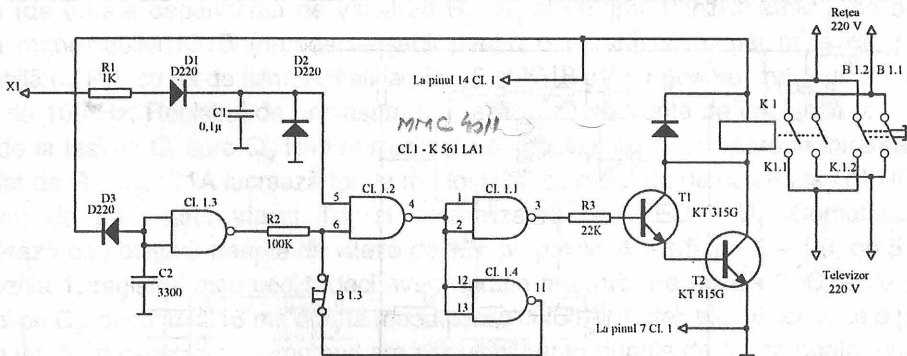 Rețea
220 V
B 1.2
B 1.1
D1
D220
D2
D220
R1
1K
X1
La pinul 14 CI. 1
C1
0,1µ
MMC 4011
CI.1 - K 561 LA1
K 1
K1.1
K1.2
D3
D220
CI. 1.3
CI. 1.2
CI. 1.1
R2
100K
5
6
4
1
2
3
R3
22K
T1
KT 315G
T2
KT 815G
C2
3300
B 1.3
CI. 1.4
12
13
11
La pinul 7 CI. 1
Televizor
220 V